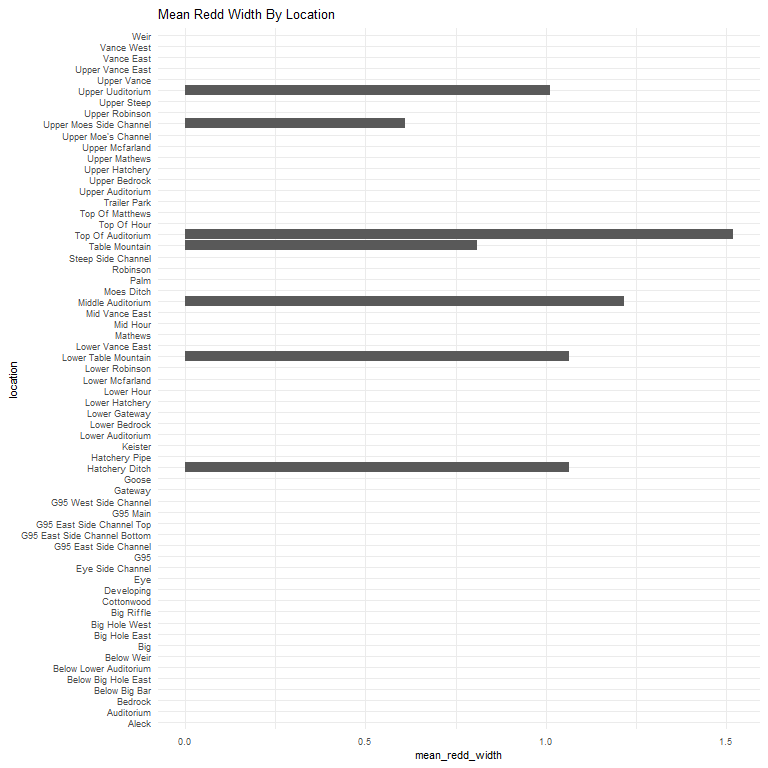 Mean Redd Width By Location
Weir
Vance West
Vance East
Upper Vance East
Upper Vance
Upper Uuditorium
Upper Steep
Upper Robinson
Upper Moes Side Channel
Upper Moe's Channel
Upper Mcfarland
Upper Mathews
Upper Hatchery
Upper Bedrock
Upper Auditorium
Trailer Park
Top Of Matthews
Top Of Hour
Top Of Auditorium
Table Mountain
Steep Side Channel
Robinson
Palm
Moes Ditch
Middle Auditorium
Mid Vance East
Mid Hour
Mathews
Lower Vance East
Lower Table Mountain
Lower Robinson
Lower Mcfarland
Lower Hour
Lower Hatchery
Lower Gateway
Lower Bedrock
Lower Auditorium
Keister
Hatchery Pipe
Hatchery Ditch
Goose
Gateway
G95 West Side Channel
G95 Main
G95 East Side Channel Top
G95 East Side Channel Bottom
G95 East Side Channel
G95
Eye Side Channel
Eye
Developing
Cottonwood
Big Riffle
Big Hole West
Big Hole East
Big
Below Weir
Below Lower Auditorium
Below Big Hole East
Below Big Bar
Bedrock
Auditorium
Aleck
location
0.0 0.5 1.0 1.5
mean_redd_width